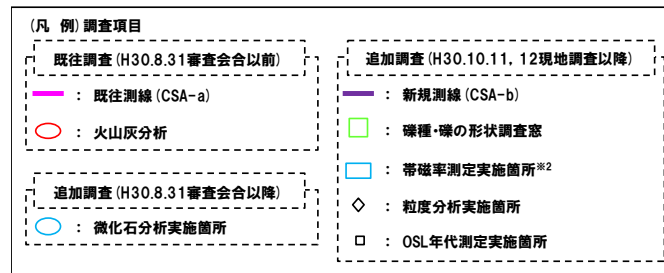 (凡 例)調査項目
既往調査(H30.8.31審査会合以前)
: 既往測線(CSA-a)
: 火山灰分析
追加調査(H30.8.31審査会合以降)
: 微化石分析実施箇所
追加調査(H30.10.11, 12現地調査以降)
: 新規測線(CSA-b)
: 礫種・礫の形状調査窓
: 帯磁率測定実施箇所※2
: 粒度分析実施箇所
: OSL年代測定実施箇所